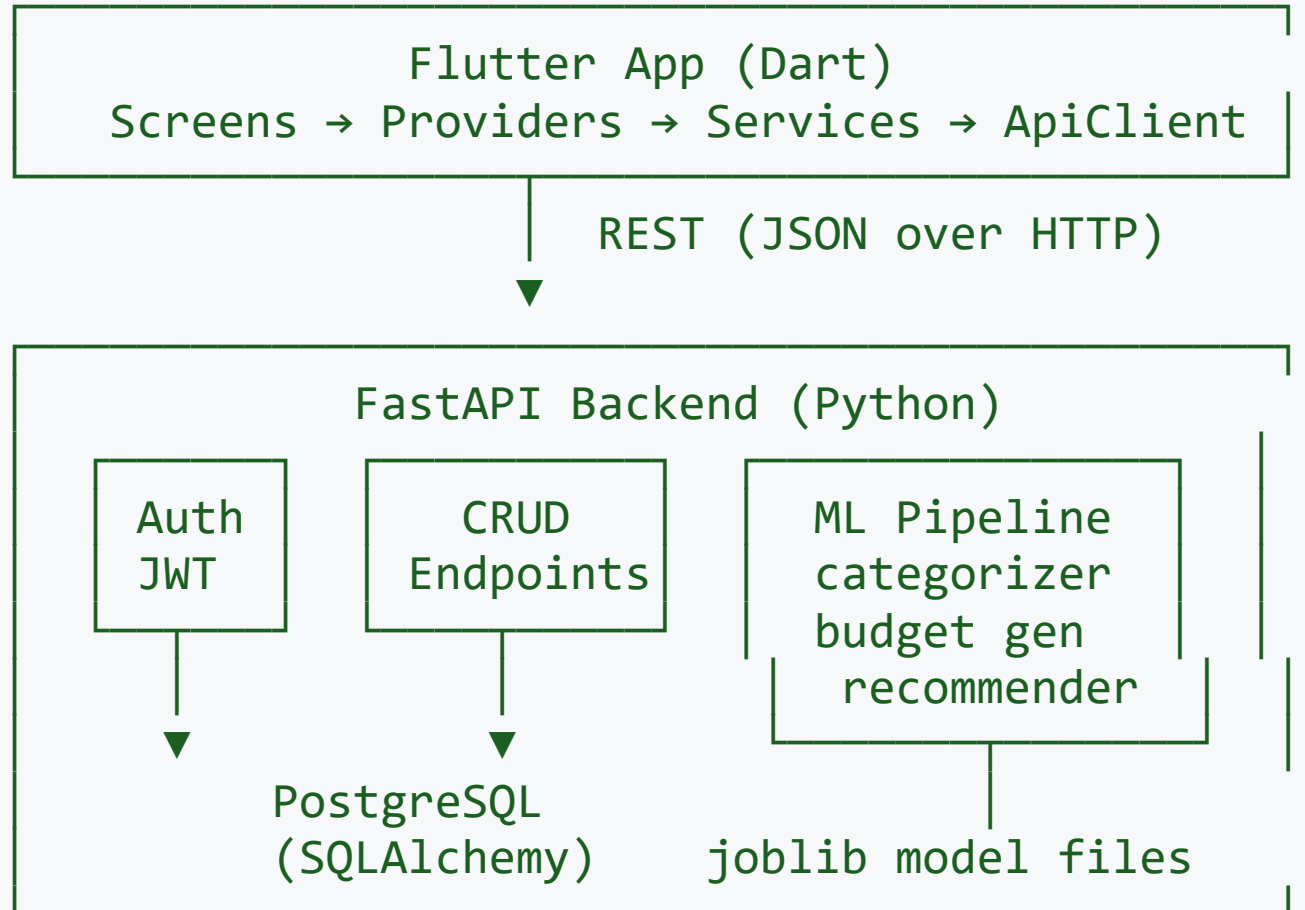 Flutter App (Dart)
Screens → Providers → Services → ApiClient
REST (JSON over HTTP)
FastAPI Backend (Python)
Auth
JWT
CRUD
Endpoints
ML Pipeline
categorizer
budget gen
recommender
PostgreSQL
(SQLAlchemy)
joblib model files